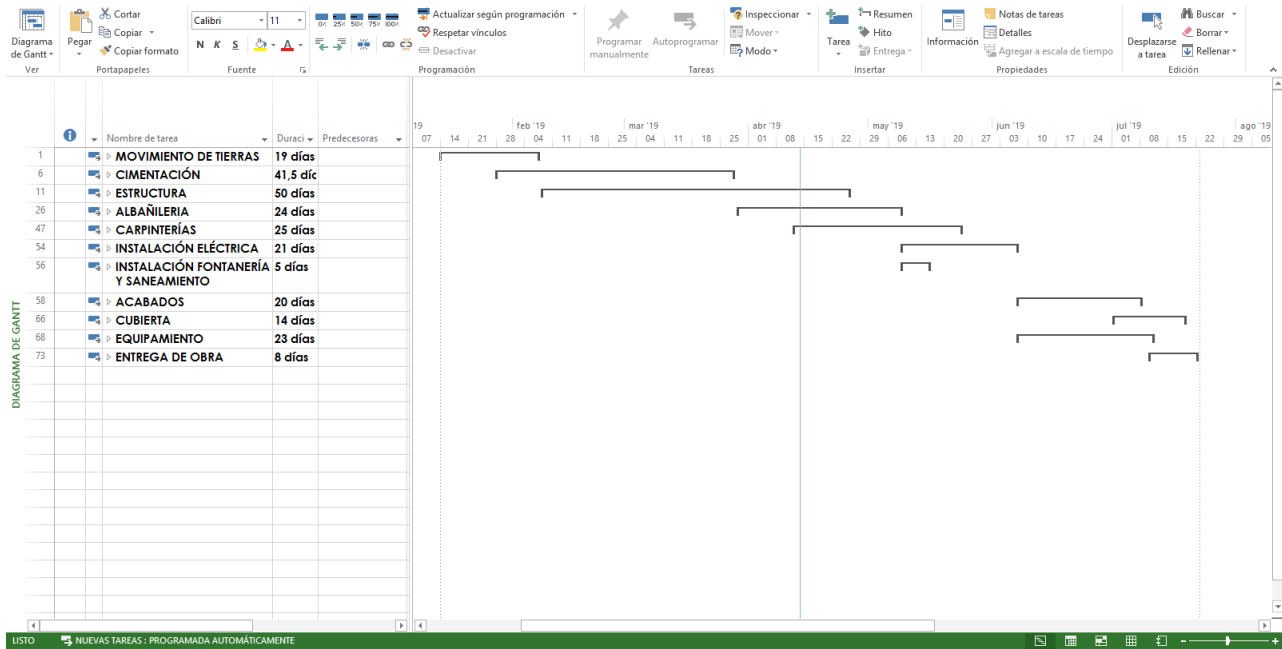 Diagrama de Gantt
Ver
Pegar
Cortar
Copiar
Copiar formato
Portapapeles
Calibri 11
N K S A
Fuente
0% 25% 50% 75% 100%
Actualizar según programación
Respetar vínculos
Desactivar
Programación
Programar manualmente
Autoprogramar
Inspeccionar
Mover
Modo
Tareas
Tarea
Resumen
Hito
Entrega
Insertar
Información
Notas de tareas
Detalles
Agregar a escala de tiempo
Propiedades
Desplazarse a tarea
Buscar
Borrar
Rellenar
Edición
19 feb '19 mar '19 abr '19 may '19 jun '19 jul '19 ago '19
Nombre de tarea Duraci Predecesoras
07 14 21 28 04 11 18 25 04 11 18 25 01 08 15 22 29 06 13 20 27 03 10 17 24 01 08 15 22 29 05
1 MOVIMIENTO DE TIERRAS 19 días
6 CIMENTACIÓN 41,5 díc
11 ESTRUCTURA 50 días
26 ALBAÑILERIA 24 días
47 CARPINTERÍAS 25 días
54 INSTALACIÓN ELÉCTRICA 21 días
56 INSTALACIÓN FONTANERÍA 5 días
Y SANEAMIENTO
58 ACABADOS 20 días
66 CUBIERTA 14 días
68 EQUIPAMIENTO 23 días
73 ENTREGA DE OBRA 8 días
DIAGRAMA DE GANTT
LISTO NUEVAS TAREAS : PROGRAMADA AUTOMÁTICAMENTE